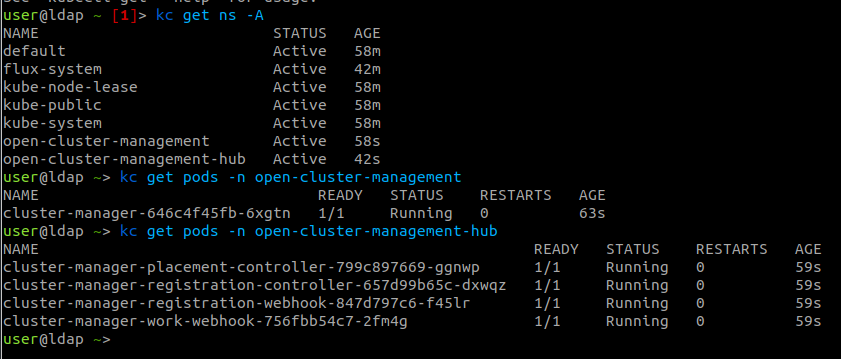 see 'kubectl get --help' for usage.
user@ldap ~ [1]> kc get ns -A
NAME STATUS AGE
default Active 58m
flux-system Active 42m
kube-node-lease Active 58m
kube-public Active 58m
kube-system Active 58m
open-cluster-management Active 58s
open-cluster-management-hub Active 42s
user@ldap ~> kc get pods -n open-cluster-management
NAME READY STATUS RESTARTS AGE
cluster-manager-646c4f45fb-6xgtn 1/1 Running 0 63s
user@ldap ~> kc get pods -n open-cluster-management-hub
NAME READY STATUS RESTARTS AGE
cluster-manager-placement-controller-799c897669-ggnwp 1/1 Running 0 59s
cluster-manager-registration-controller-657d99b65c-dxwqz 1/1 Running 0 59s
cluster-manager-registration-webhook-847d797c6-f45lr 1/1 Running 0 59s
cluster-manager-work-webhook-756fbb54c7-2fm4g 1/1 Running 0 59s
user@ldap ~>